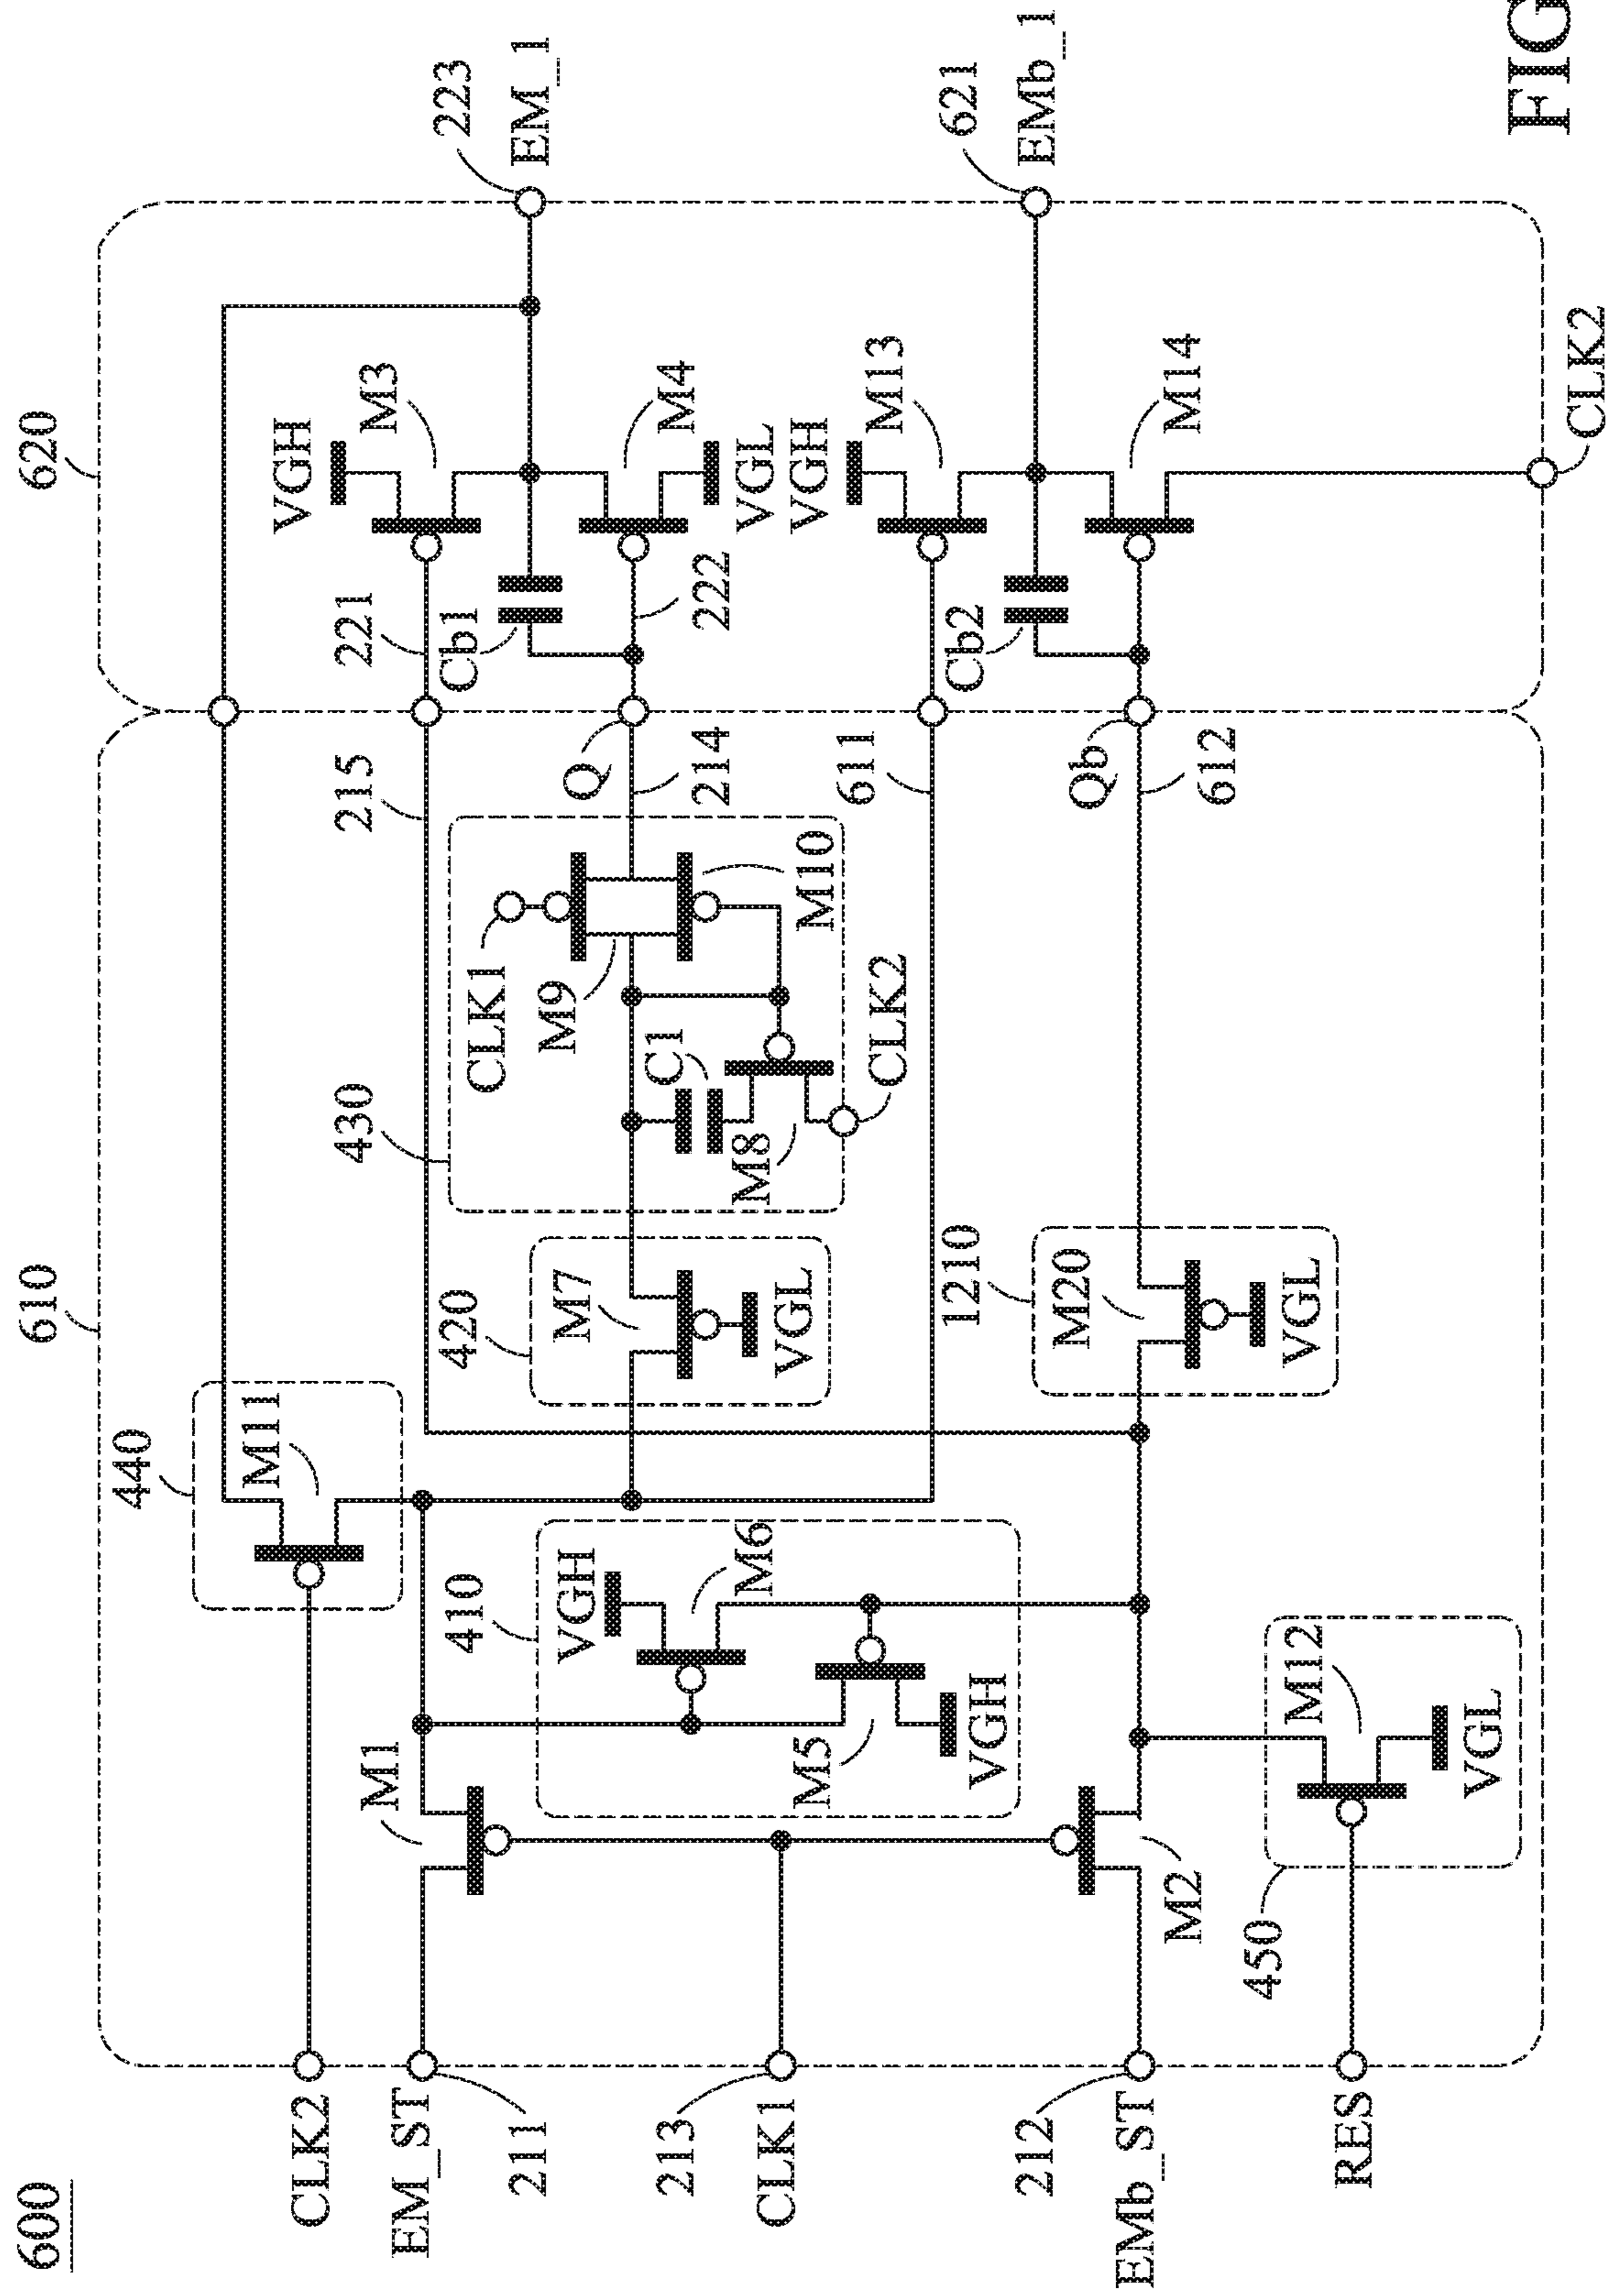 600
610
620
CLK2
EM_ST
211
213
CLK1
212
EMb_ST
RES
440
M11
M1
410
VGH
M6
M5
VGH
M2
450
M12
VGL
420
M7
VGL
430
CLK1
M9
C1
M8
M10
CLK2
1210
M20
VGL
215
Q
214
611
Qb
612
221
Cb1
222
VGH
M3
M4
VGL
VGH
M13
Cb2
M14
CLK2
223
EM_1
621
EMb_1
FIG